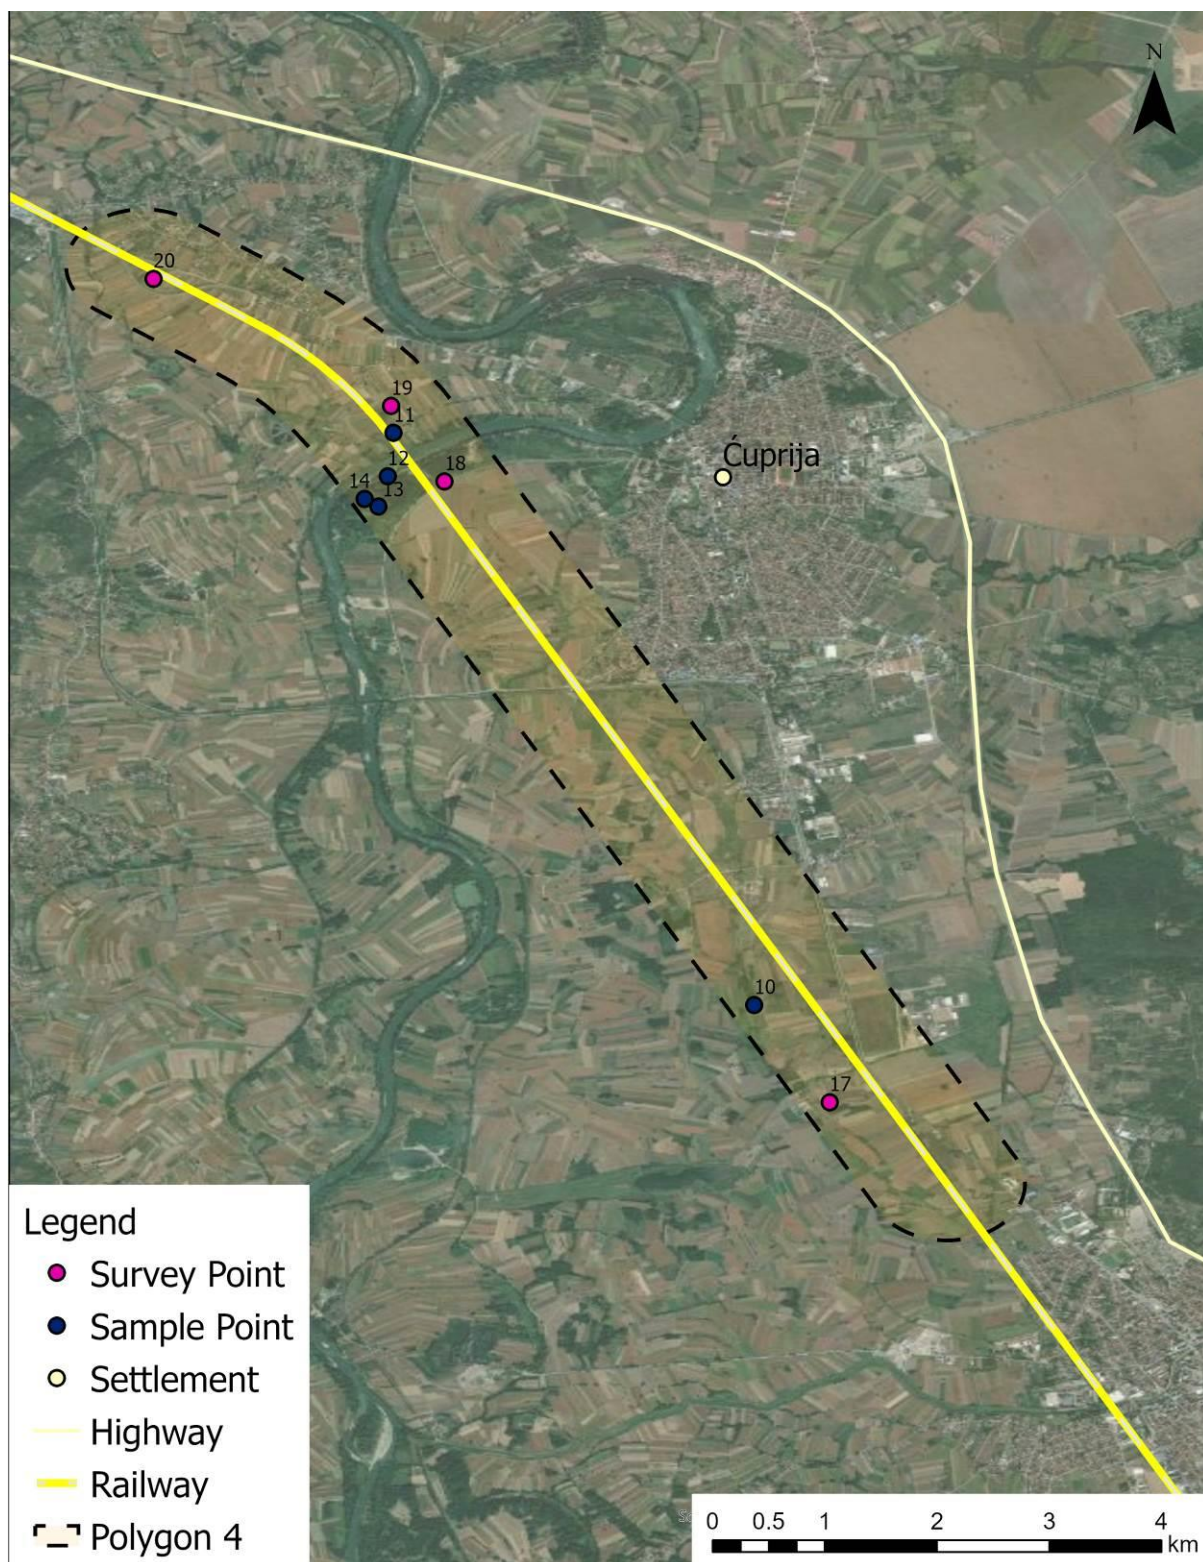 N
20
19
11
18
12
14
13
Ćuprija
10
17
Legend
Survey Point
Sample Point
Settlement
Highway
Railway
Polygon 4
0 0.5 1 2 3 4
km